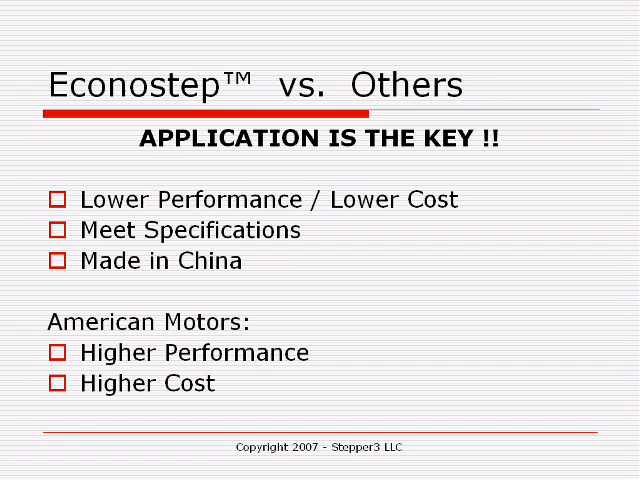 Econostep™ vs. Others
APPLICATION IS THE KEY !!
Lower Performance / Lower Cost
Meet Specifications
Made in China
American Motors:
Higher Performance
Higher Cost
Copyright 2007 - Stepper3 LLC